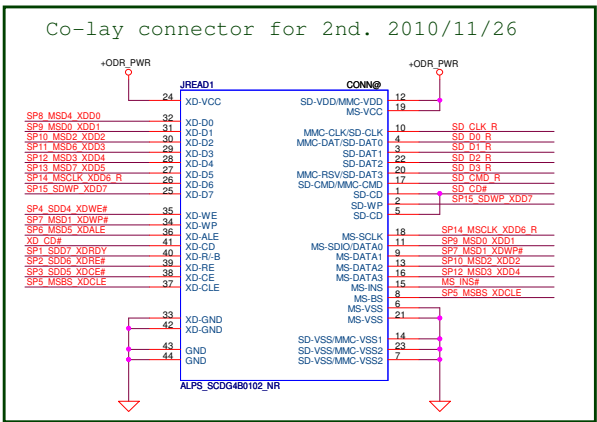 Co-lay connector for 2nd. 2010/11/26
+ODR_PWR
+ODR_PWR
JREAD1 CONN@
24 XD-VCC
SD-VDD/MMC-VDD 12
MS-VCC 19
SP8_MSD4_XDD0 32 XD-D0
SP9_MSD0_XDD1 31 XD-D1
SP10_MSD2_XDD2 30 XD-D2
SP11_MSD6_XDD3 29 XD-D3
SP12_MSD3_XDD4 28 XD-D4
SP13_MSD7_XDD5 27 XD-D5
SP14_MSCLK_XDD6_R 26 XD-D6
SP15_SDWP_XDD7 25 XD-D7
MMC-CLK/SD-CLK 10 SD_CLK_R
MMC-DAT/SD-DAT0 4 SD_D0_R
SD-DAT1 3 SD_D1_R
SD-DAT2 22 SD_D2_R
MMC-RSV/SD-DAT3 20 SD_D3_R
SD-CMD/MMC-CMD 17 SD_CMD_R
SD-CD 1 SD_CD#
SD-WP 2 SP15_SDWP_XDD7
SD-CD 5
SP4_SDD4_XDWE# 35 XD-WE
SP7_MSD1_XDWP# 34 XD-WP
SP6_MSD5_XDALE 36 XD-ALE
XD_CD# 41 XD-CD
SP1_SDD7_XDRDY 40 XD-R/-B
SP2_SDD6_XDRE# 39 XD-RE
SP3_SDD5_XDCE# 38 XD-CE
SP5_MSBS_XDCLE 37 XD-CLE
MS-SCLK 18 SP14_MSCLK_XDD6_R
MS-SDIO/DATA0 11 SP9_MSD0_XDD1
MS-DATA1 9 SP7_MSD1_XDWP#
MS-DATA2 13 SP10_MSD2_XDD2
MS-DATA3 16 SP12_MSD3_XDD4
MS-INS 15 MS_INS#
MS-BS 8 SP5_MSBS_XDCLE
MS-VSS 6
MS-VSS 21
33 XD-GND
42 XD-GND
43 GND
44 GND
SD-VSS/MMC-VSS1 14
SD-VSS/MMC-VSS2 23
SD-VSS/MMC-VSS2 7
ALPS_SCDG4B0102_NR